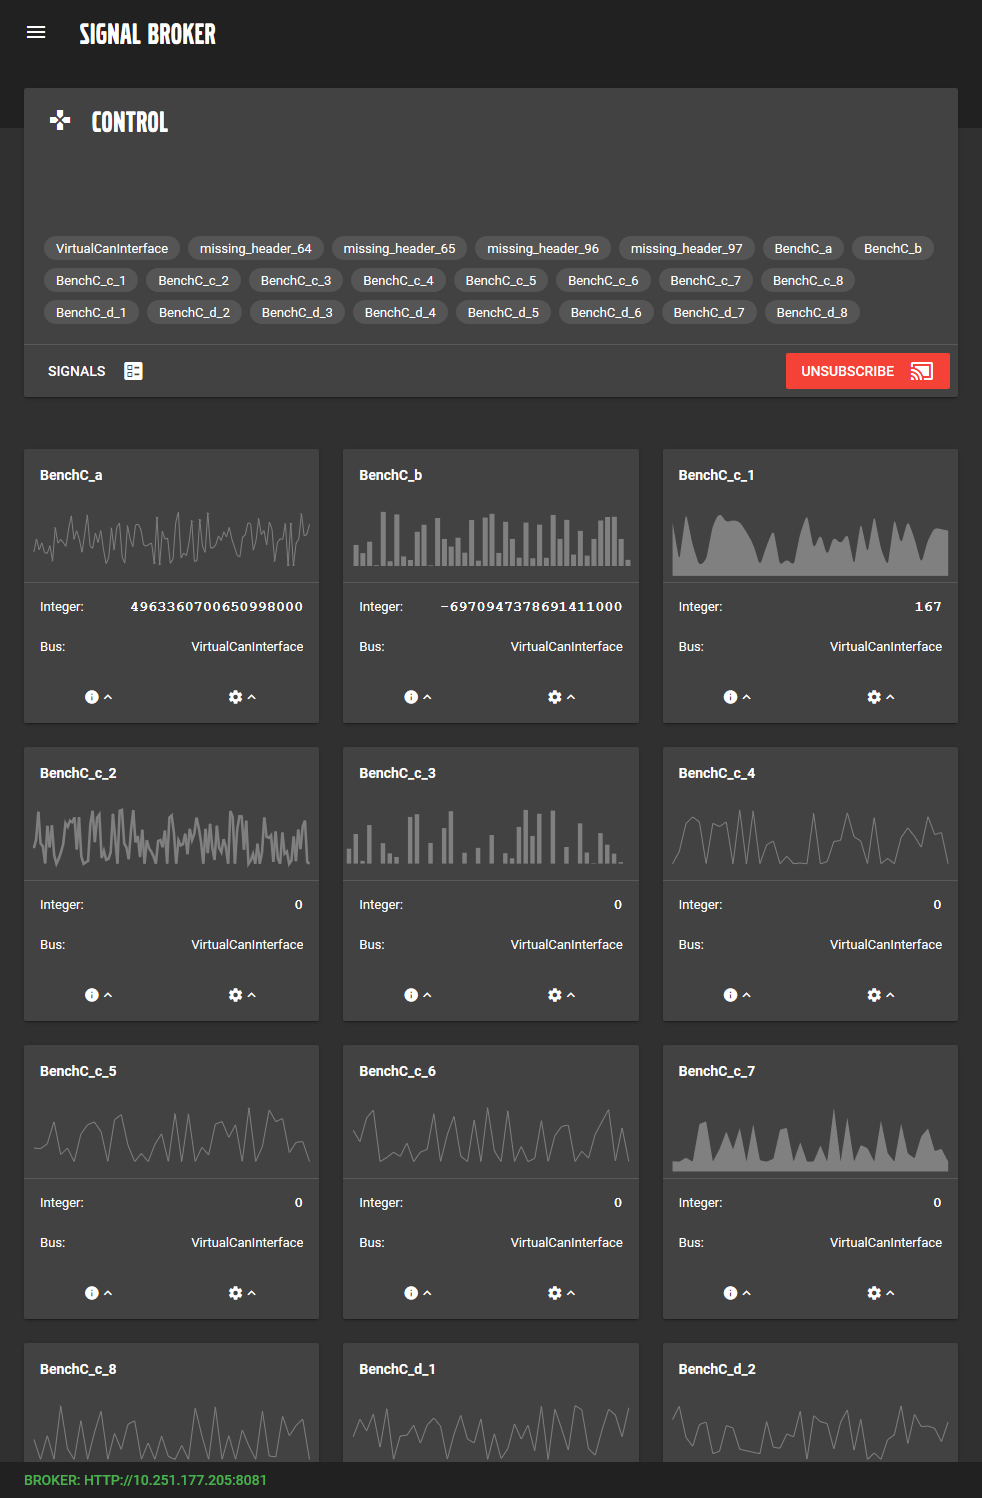 SIGNAL BROKER
CONTROL
VirtualCanInterface missing_header_64 missing_header_65 missing_header_96 missing_header_97 BenchC_a BenchC_b
BenchC_c_1 BenchC_c_2 BenchC_c_3 BenchC_c_4 BenchC_c_5 BenchC_c_6 BenchC_c_7 BenchC_c_8
BenchC_d_1 BenchC_d_2 BenchC_d_3 BenchC_d_4 BenchC_d_5 BenchC_d_6 BenchC_d_7 BenchC_d_8
SIGNALS UNSUBSCRIBE
BenchC_a BenchC_b BenchC_c_1
Integer: 4963360700650998000 Integer: -6970947378691411000 Integer: 167
Bus: VirtualCanInterface Bus: VirtualCanInterface Bus: VirtualCanInterface
BenchC_c_2 BenchC_c_3 BenchC_c_4
Integer: 0 Integer: 0 Integer: 0
Bus: VirtualCanInterface Bus: VirtualCanInterface Bus: VirtualCanInterface
BenchC_c_5 BenchC_c_6 BenchC_c_7
Integer: 0 Integer: 0 Integer: 0
Bus: VirtualCanInterface Bus: VirtualCanInterface Bus: VirtualCanInterface
BenchC_c_8 BenchC_d_1 BenchC_d_2
BROKER: HTTP://10.251.177.205:8081